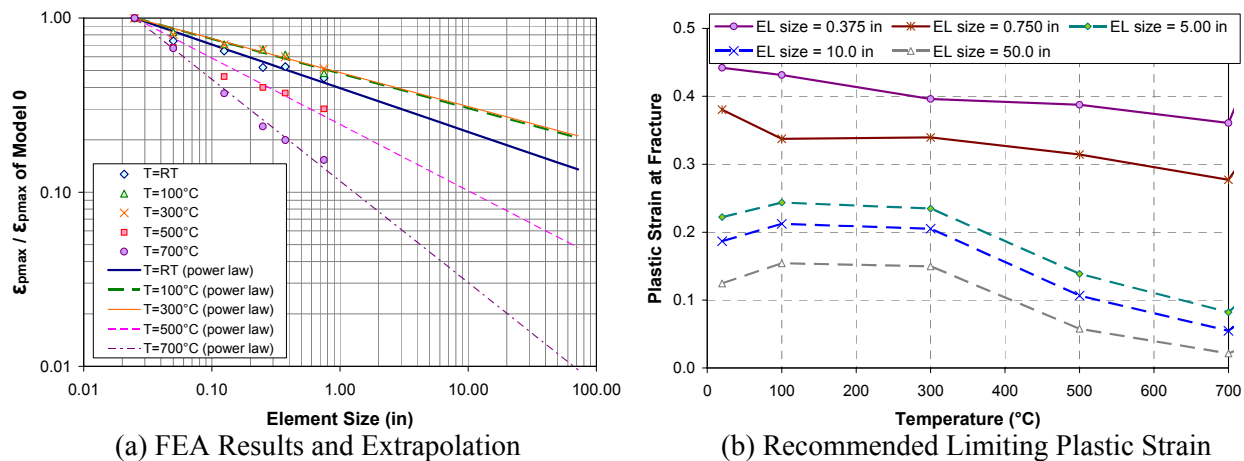 1.00
0.10
0.01
εpmax / εpmax of Model 0
T=RT
T=100°C
T=300°C
T=500°C
T=700°C
T=RT (power law)
T=100°C (power law)
T=300°C (power law)
T=500°C (power law)
T=700°C (power law)
0.01 0.10 1.00 10.00 100.00
Element Size (in)
(a) FEA Results and Extrapolation
EL size = 0.375 in EL size = 0.750 in EL size = 5.00 in
EL size = 10.0 in EL size = 50.0 in
0.5
0.4
0.3
0.2
0.1
0.0
Plastic Strain at Fracture
0 100 200 300 400 500 600 700
Temperature (°C)
(b) Recommended Limiting Plastic Strain